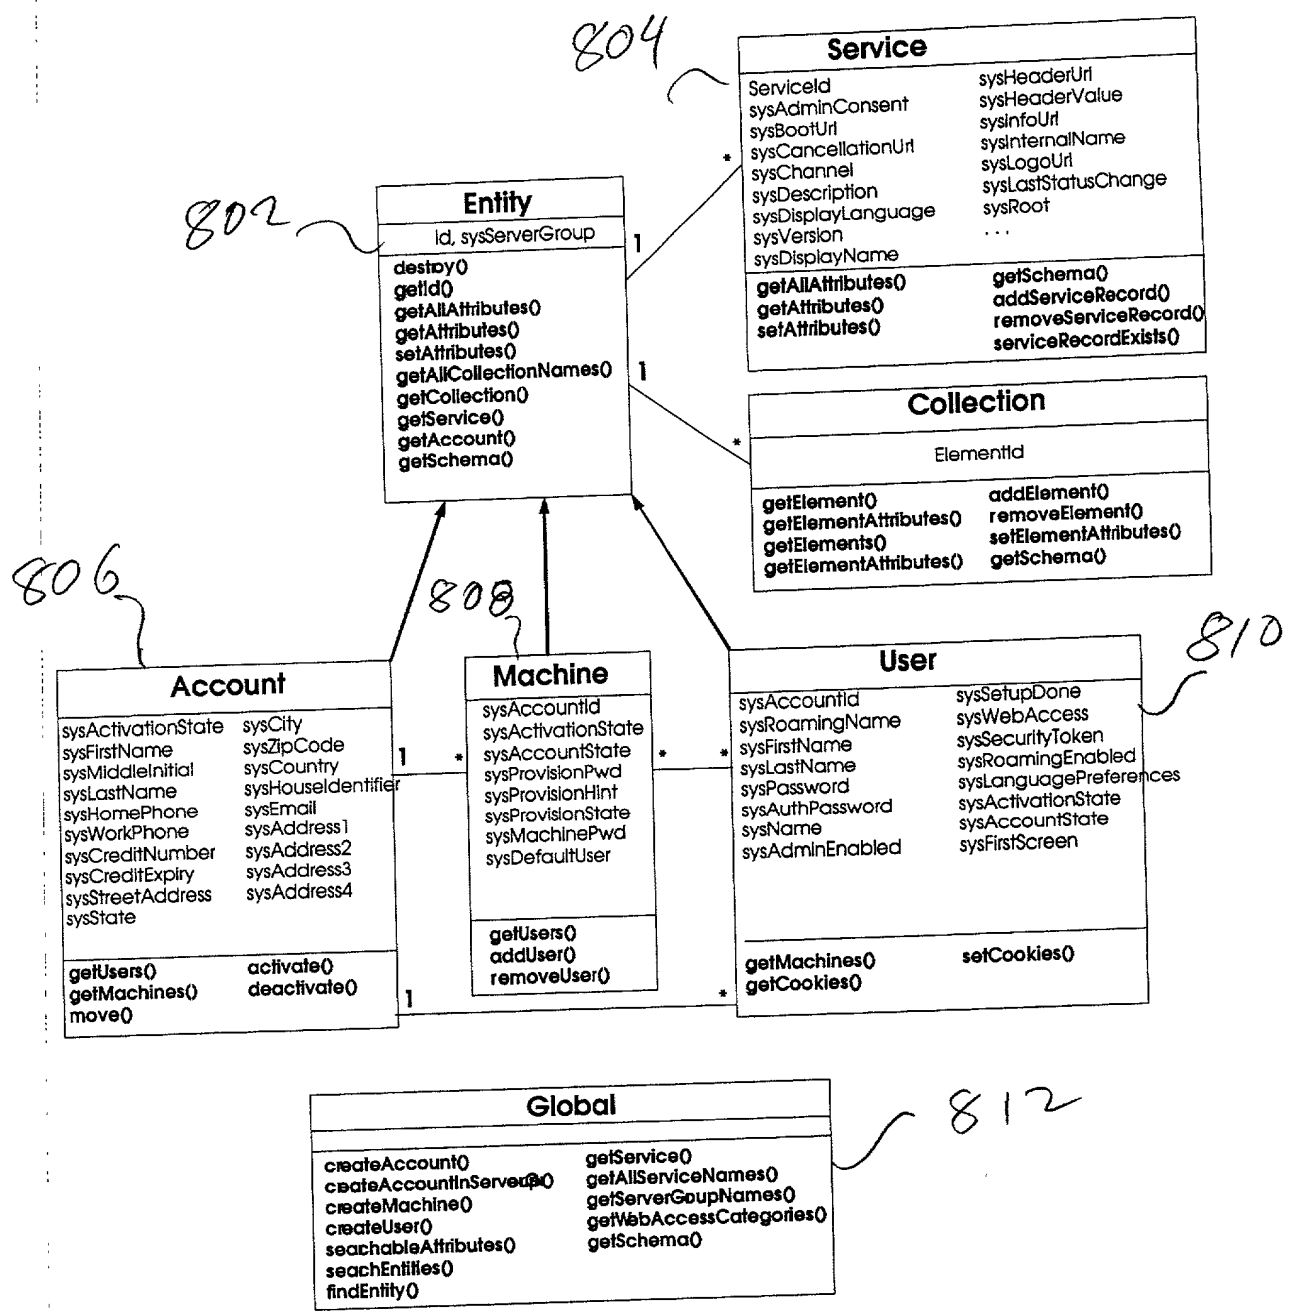 804
Service
ServiceId
sysAdminConsent
sysBootUrl
sysCancellationUrl
sysChannel
sysDescription
sysDisplayLanguage
sysVersion
sysDisplayName
sysHeaderUrl
sysHeaderValue
sysInfoUrl
sysInternalName
sysLogoUrl
sysLastStatusChange
sysRoot
...
getAllAttributes()
getAttributes()
setAttributes()
getSchema()
addServiceRecord()
removeServiceRecord()
serviceRecordExists()
802
Entity
id, sysServerGroup
destroy()
getId()
getAllAttributes()
getAttributes()
setAttributes()
getAllCollectionNames()
getCollection()
getService()
getAccount()
getSchema()
1
*
1
*
Collection
ElementId
getElement()
getElementAttributes()
getElements()
getElementAttributes()
addElement()
removeElement()
setElementAttributes()
getSchema()
806
Account
sysActivationState
sysFirstName
sysMiddleInitial
sysLastName
sysHomePhone
sysWorkPhone
sysCreditNumber
sysCreditExpiry
sysStreetAddress
sysState
sysCity
sysZipCode
sysCountry
sysHouseIdentifier
sysEmail
sysAddress1
sysAddress2
sysAddress3
sysAddress4
getUsers()
getMachines()
move()
activate()
deactivate()
1
*
808
Machine
sysAccountId
sysActivationState
sysAccountState
sysProvisionPwd
sysProvisionHint
sysProvisionState
sysMachinePwd
sysDefaultUser
getUsers()
addUser()
removeUser()
*
*
1
*
810
User
sysAccountId
sysRoamingName
sysFirstName
sysLastName
sysPassword
sysAuthPassword
sysName
sysAdminEnabled
sysSetupDone
sysWebAccess
sysSecurityToken
sysRoamingEnabled
sysLanguagePreferences
sysActivationState
sysAccountState
sysFirstScreen
getMachines()
getCookies()
setCookies()
812
Global
createAccount()
createMachine()
createUser()
seachableAttributes()
seachEntities()
findEntity()
getService()
getAllServiceNames()
getServerGoupNames()
getWebAccessCategories()
getSchema()